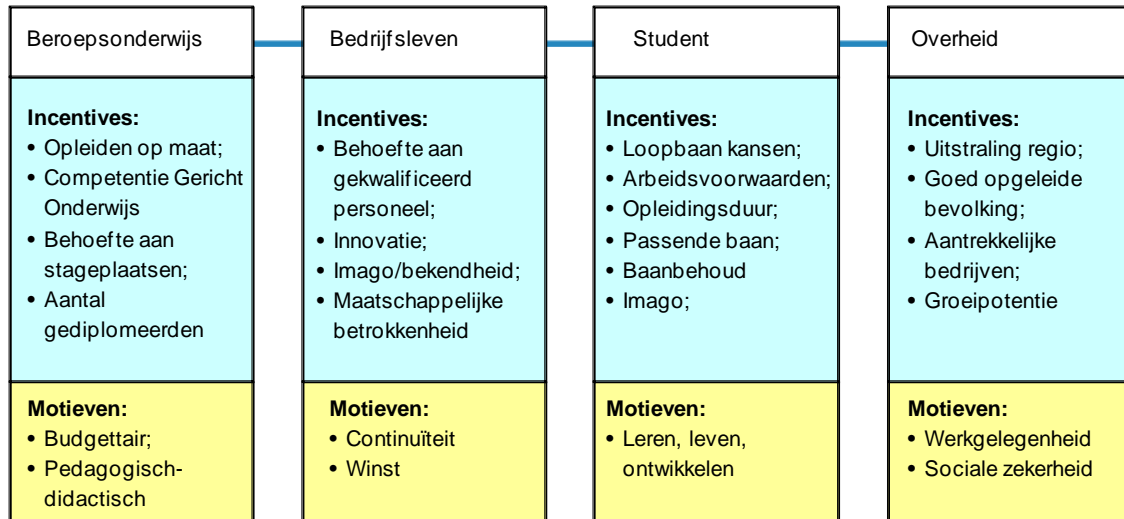 Beroepsonderwijs
Incentives:
• Opleiden op maat;
• Competentie Gericht
Onderwijs
• Behoefte aan
stageplaatsen;
• Aantal
gediplomeerden
Motieven:
• Budgettair;
• Pedagogisch-
didactisch
Bedrijfsleven
Incentives:
• Behoefte aan
gekwalificeerd
personeel;
• Innovatie;
• Imago/bekendheid;
• Maatschappelijke
betrokkenheid
Motieven:
• Continuïteit
• Winst
Student
Incentives:
• Loopbaan kansen;
• Arbeidsvoorwaarden;
• Opleidingsduur;
• Passende baan;
• Baanbehoud
• Imago;
Motieven:
• Leren, leven,
ontwikkelen
Overheid
Incentives:
• Uitstraling regio;
• Goed opgeleide
bevolking;
• Aantrekkelijke
bedrijven;
• Groeipotentie
Motieven:
• Werkgelegenheid
• Sociale zekerheid